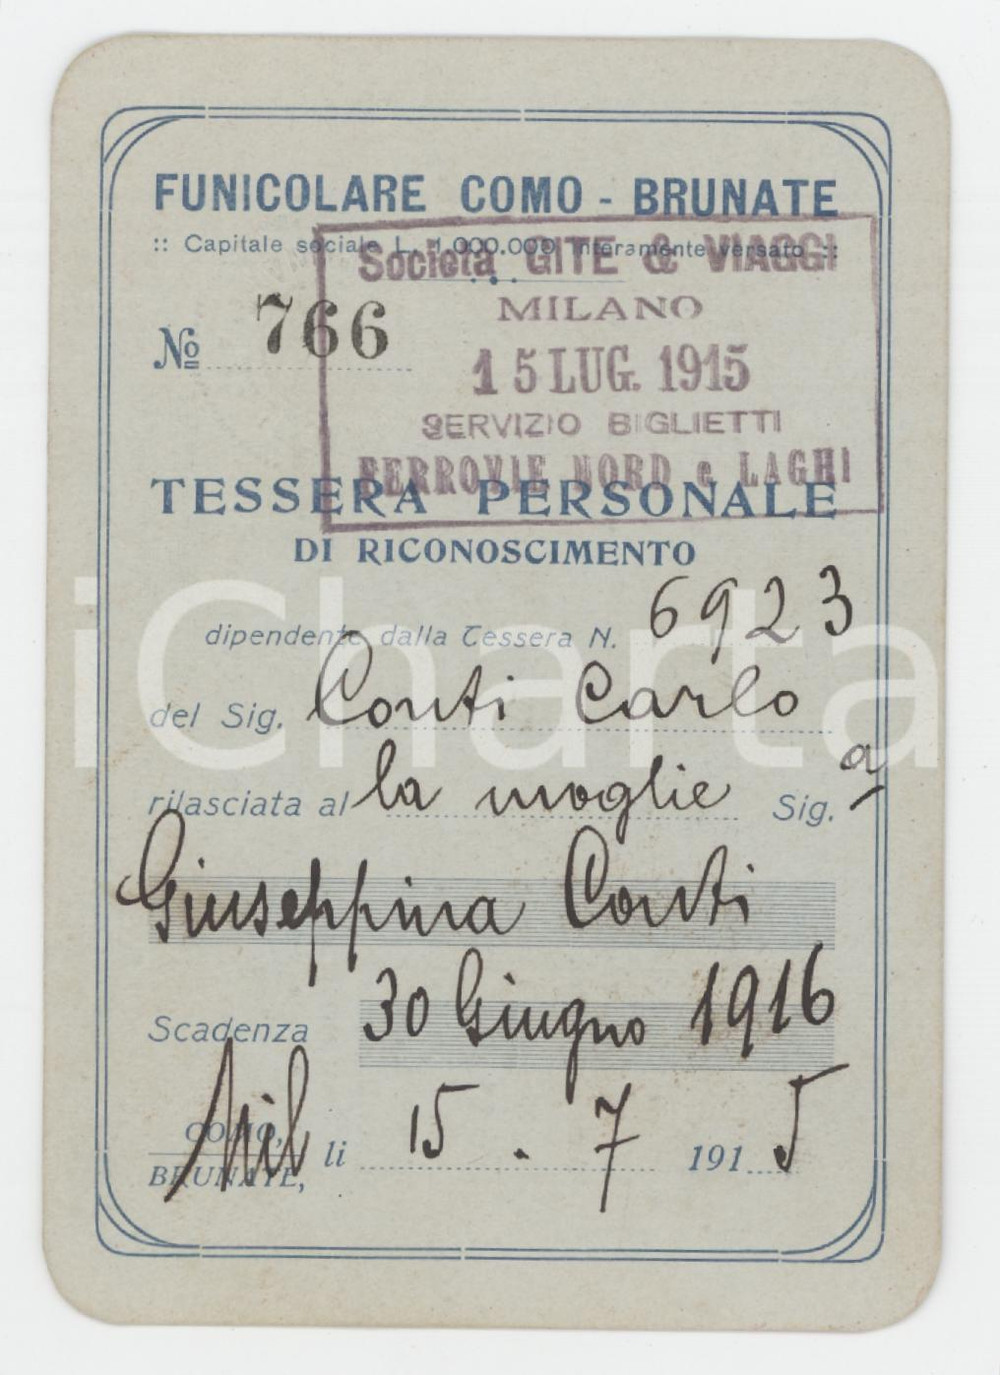 FUNICOLARE COMO - BRUNATE
:: Capitale sociale L. 1.000.000 interamente versato ::
Società GITE & VIAGGI
MILANO
No 766
15 LUG. 1915
SERVIZIO BIGLIETTI
FERROVIE NORD e LAGHI
TESSERA PERSONALE
DI RICONOSCIMENTO
dipendente dalla Tessera N. 6923
del Sig. Conti Carlo
rilasciata al la moglie Sig.a
Giuseppina Conti
Scadenza 30 Giugno 1916
COMO,
Mil li 15 . 7 1915
BRUNATE,
iCharta